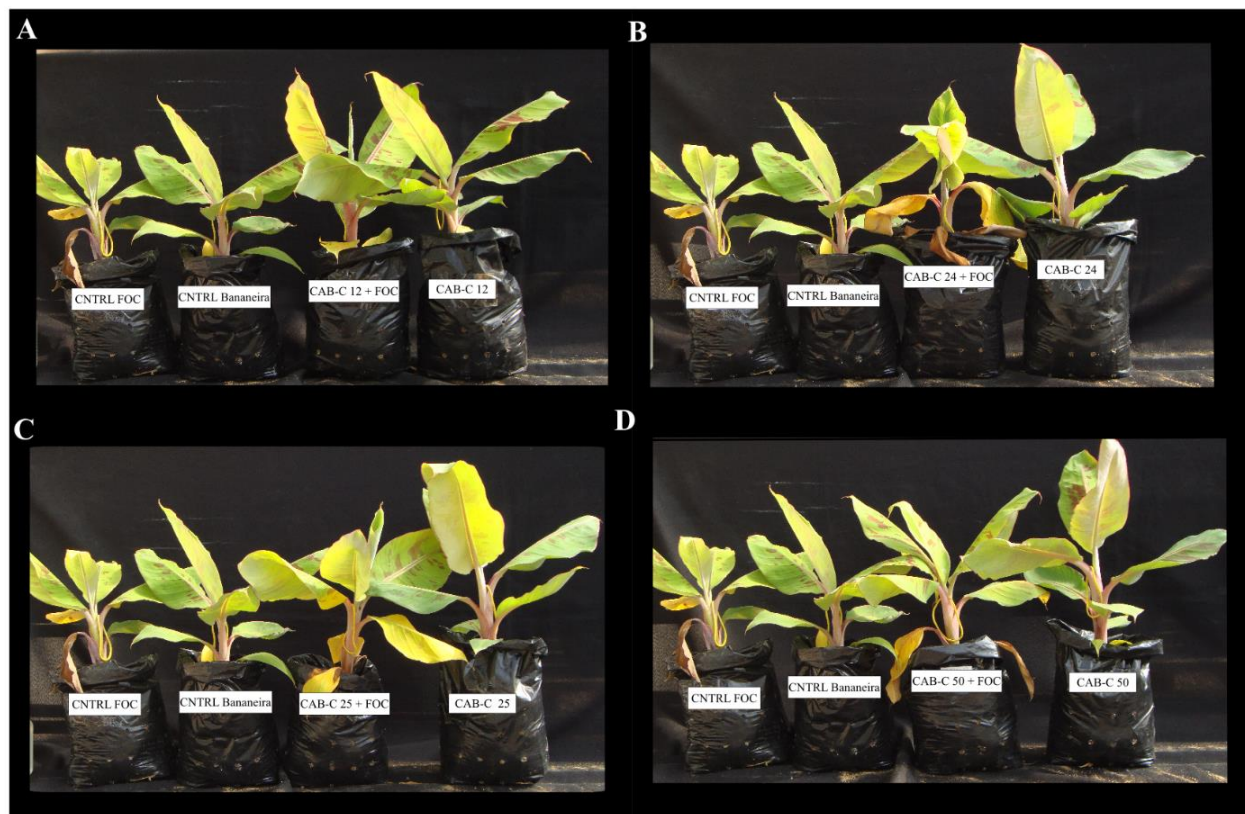 A
CNTRL FOC
CNTRL Bananeira
CAB-C 12 + FOC
CAB-C 12
B
CNTRL FOC
CNTRL Bananeira
CAB-C 24 + FOC
CAB-C 24
C
CNTRL FOC
CNTRL Bananeira
CAB-C 25 + FOC
CAB-C 25
D
CNTRL FOC
CNTRL Bananeira
CAB-C 50 + FOC
CAB-C 50